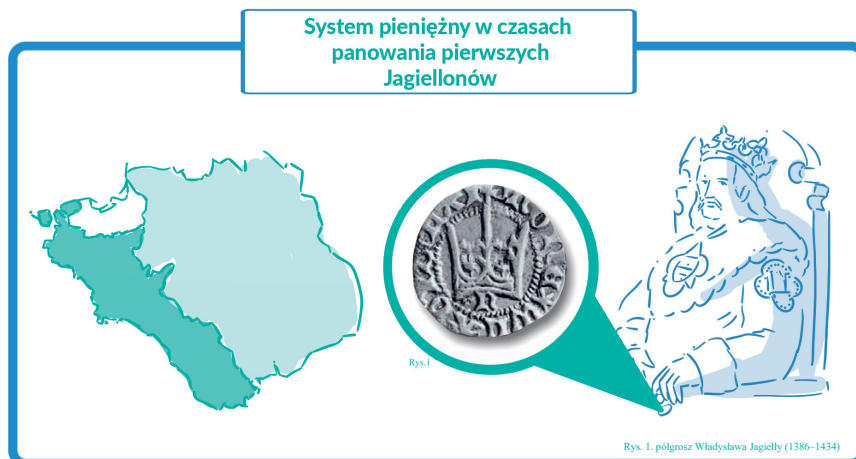 System pieniężny w czasach
panowania pierwszych
Jagiellonów
Rys.1
Rys. 1. półgrosz Władysława Jagiełły (1386–1434)